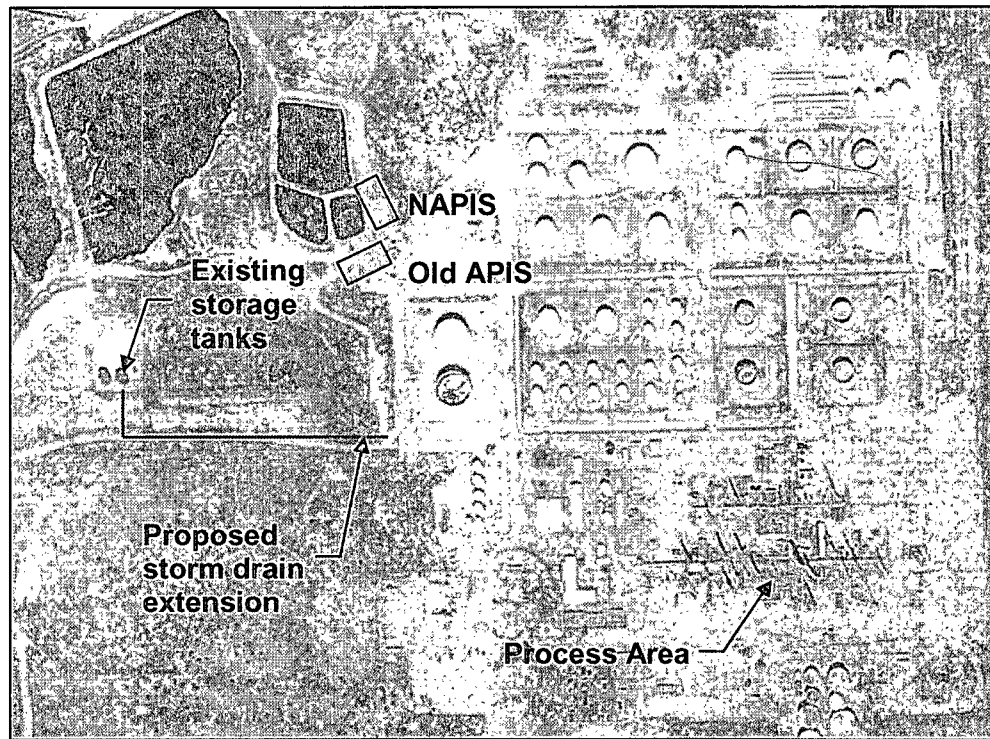 NAPIS
Old APIS
Existing
storage
tanks
Proposed
storm drain
extension
Process Area